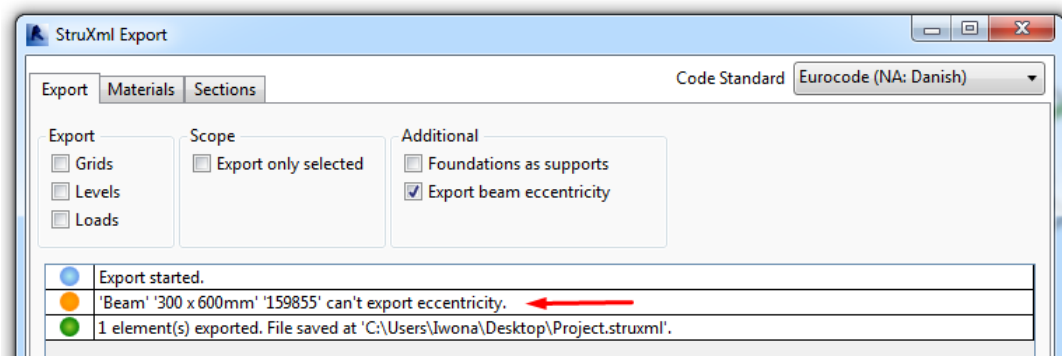 StruXml Export
Code Standard Eurocode (NA: Danish)
Export Materials Sections
Export Scope Additional
Grids Export only selected Foundations as supports
Levels Export beam eccentricity
Loads
Export started.
'Beam' '300 x 600mm' '159855' can't export eccentricity.
1 element(s) exported. File saved at 'C:\Users\Iwona\Desktop\Project.struxml'.